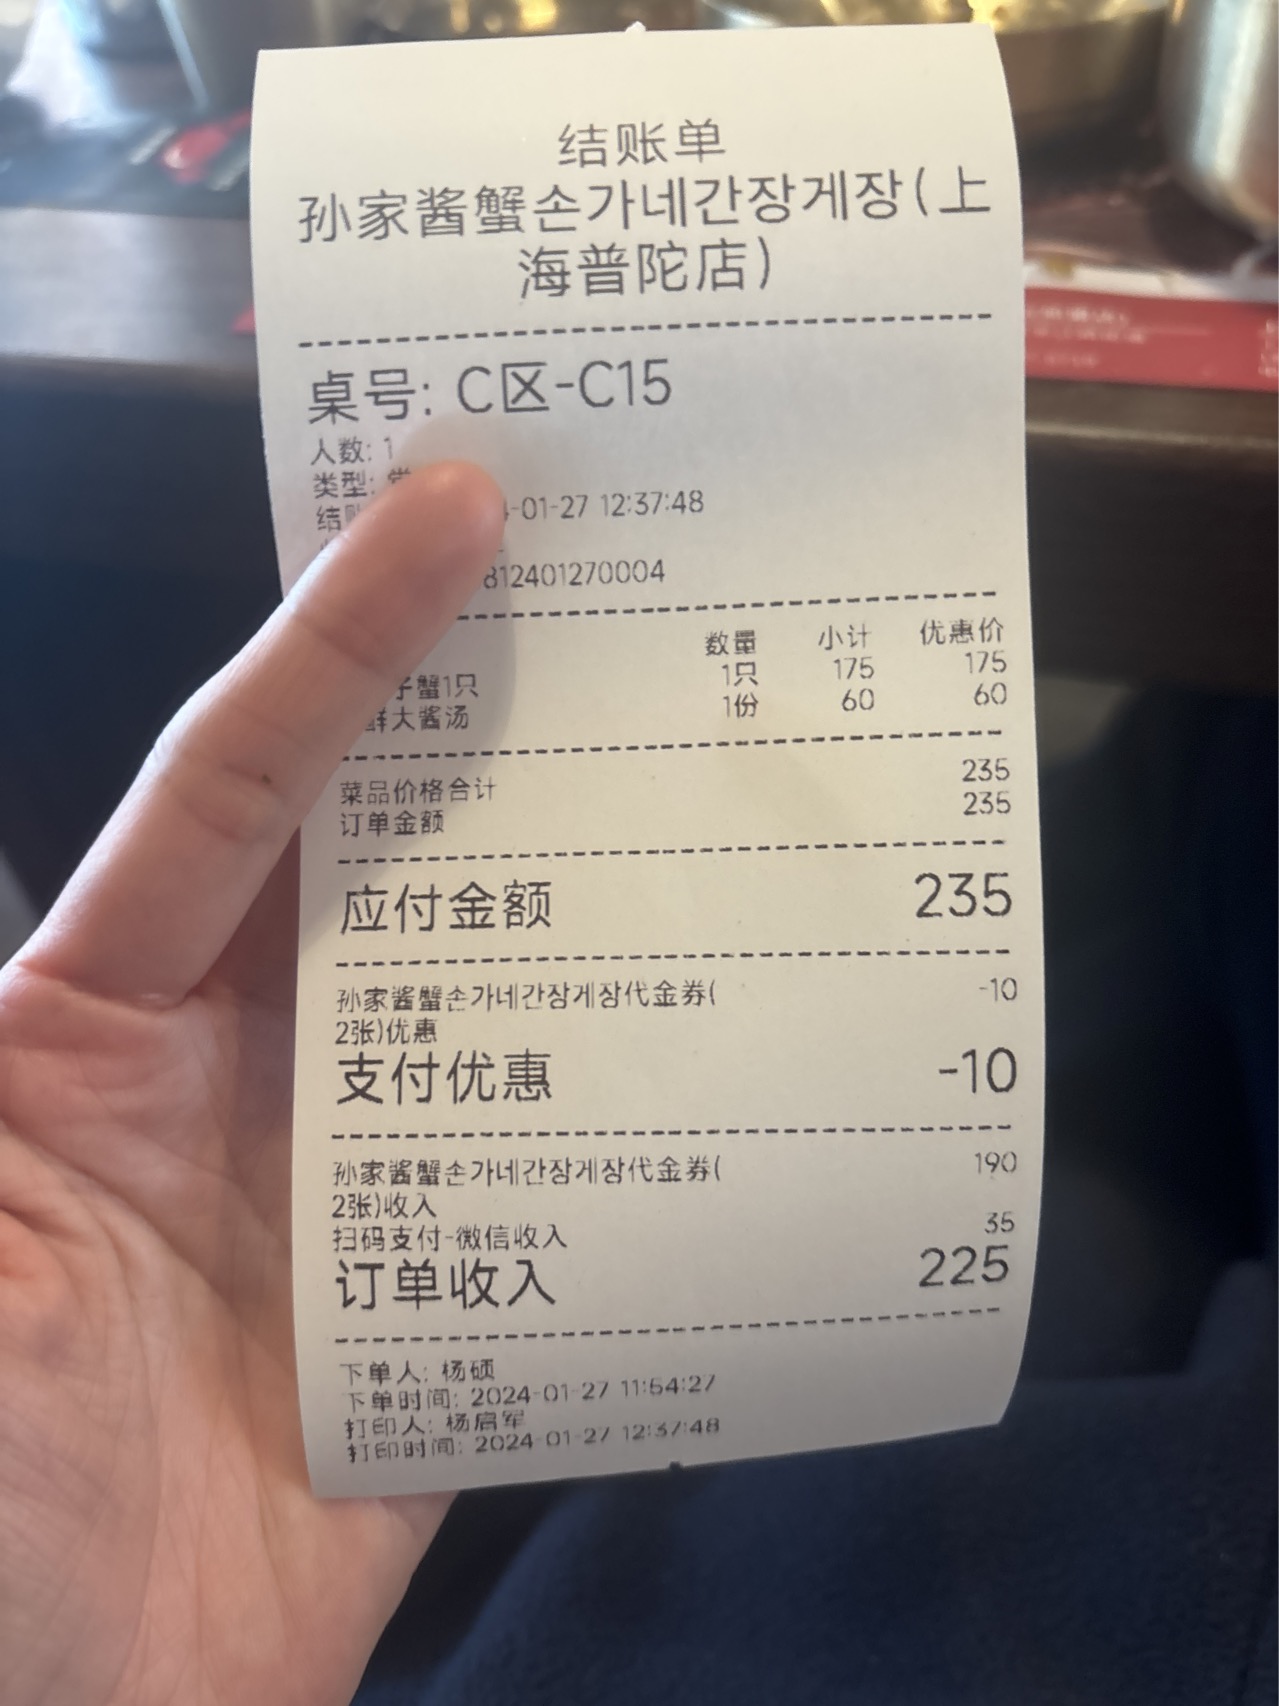 结账单
孙家酱蟹손가네간장게장(上
海普陀店)
桌号: C区-C15
人数: 1
类型:
结 -01-27 12:37:48
812401270004
数量 小计 优惠价
子蟹1只 1只 175 175
鲜大酱汤 1份 60 60
菜品价格合计 235
订单金额 235
应付金额 235
孙家酱蟹손가네간장게장代金券( -10
2张)优惠
支付优惠 -10
孙家酱蟹손가네간장게장代金券( 190
2张)收入
扫码支付-微信收入 35
订单收入 225
下单人: 杨硕
下单时间: 2024-01-27 11:54:27
打印人: 杨启军
打印时间: 2024-01-27 12:37:48